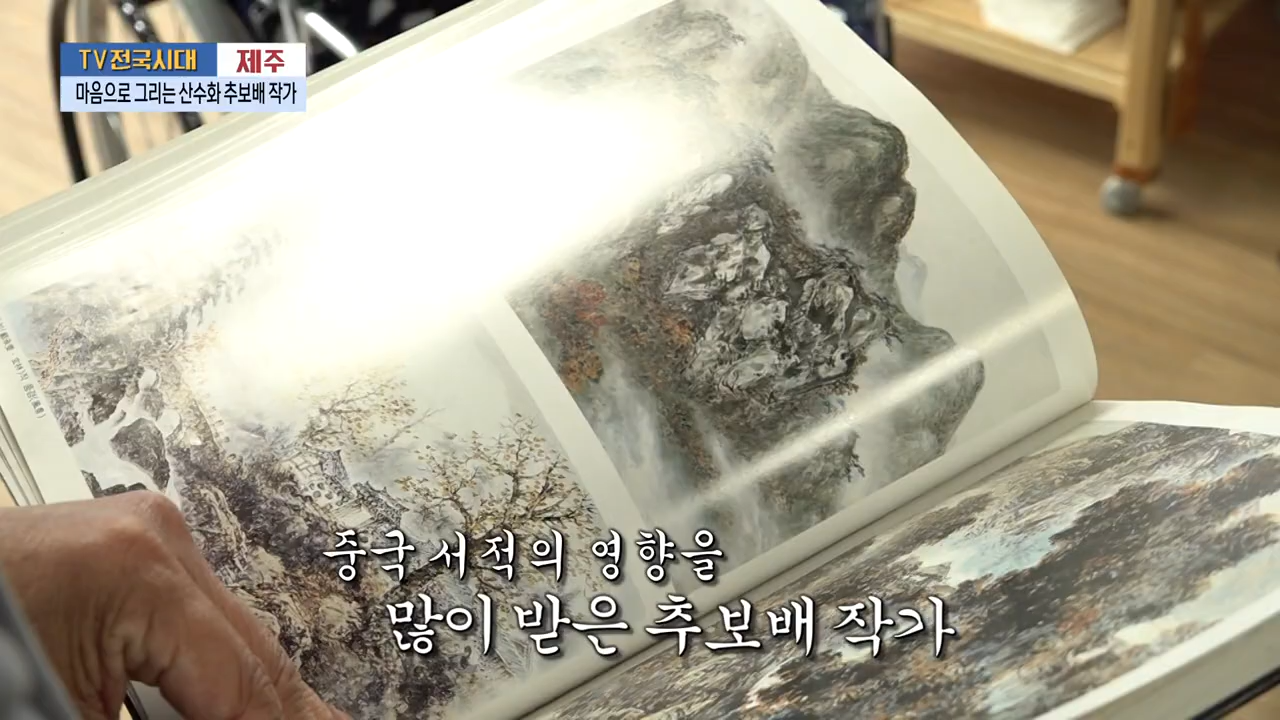 TV전국시대 제주
마음으로 그리는 산수화 추보배 작가
중국 서적의 영향을
많이 받은 추보배 작가